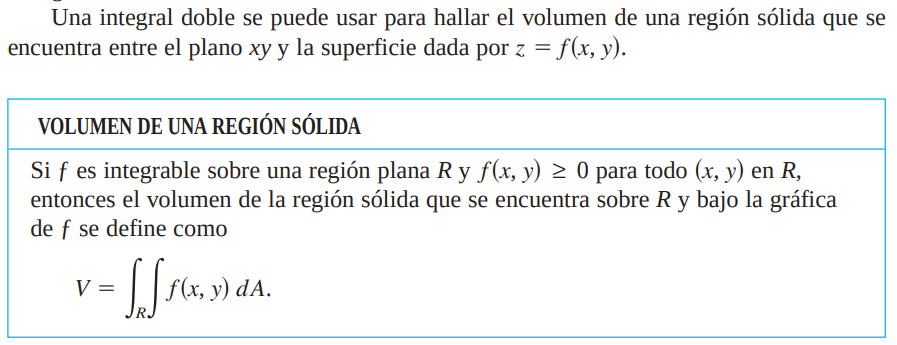 Una integral doble se puede usar para hallar el volumen de una región sólida que se
encuentra entre el plano xy y la superficie dada por z = f(x, y).
VOLUMEN DE UNA REGIÓN SÓLIDA
Si f es integrable sobre una región plana R y f(x, y) ≥ 0 para todo (x, y) en R,
entonces el volumen de la región sólida que se encuentra sobre R y bajo la gráfica
de f se define como
V = ∫∫_R f(x, y) dA.